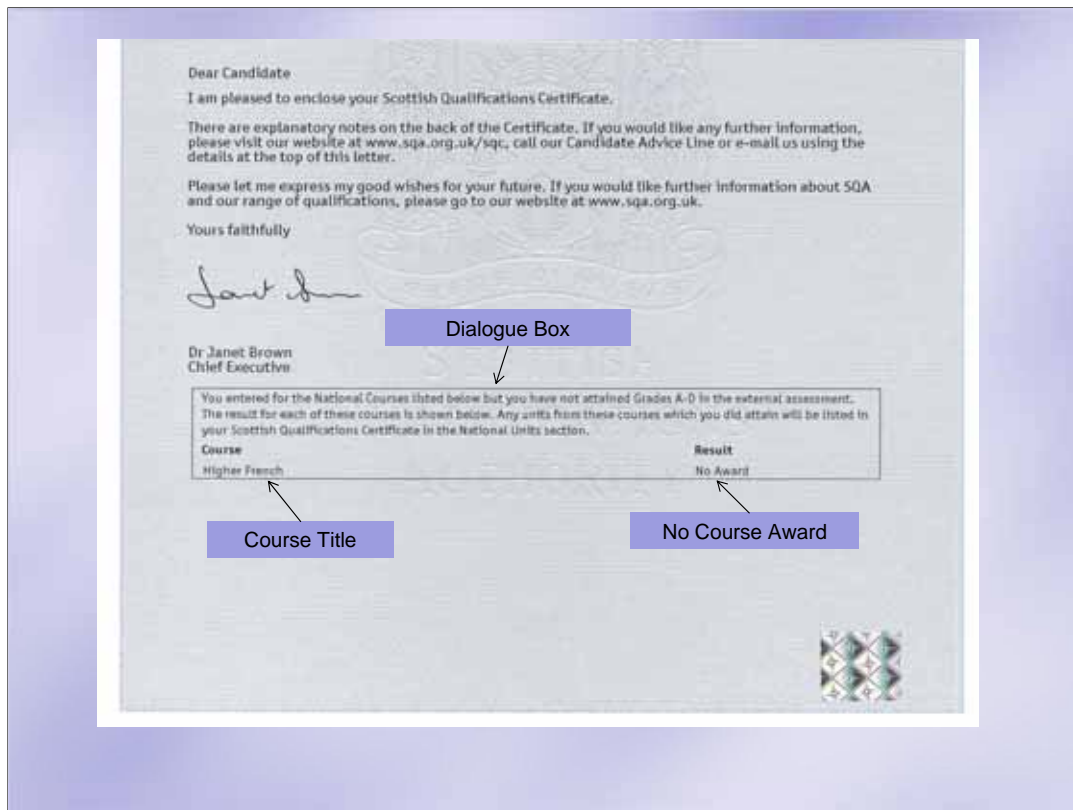 Dear Candidate
I am pleased to enclose your Scottish Qualifications Certificate.
There are explanatory notes on the back of the Certificate. If you would like any further information,
please visit our website at www.sqa.org.uk/sqc, call our Candidate Advice Line or e-mail us using the
details at the top of this letter.
Please let me express my good wishes for your future. If you would like further information about SQA
and our range of qualifications, please go to our website at www.sqa.org.uk.
Yours faithfully
Dialogue Box
Dr Janet Brown
Chief Executive
You entered for the National Courses listed below but you have not attained Grades A-D in the external assessment.
The result for each of these courses is shown below. Any units from these courses which you did attain will be listed in
your Scottish Qualifications Certificate in the National Units section.
Course Result
Higher French No Award
Course Title
No Course Award